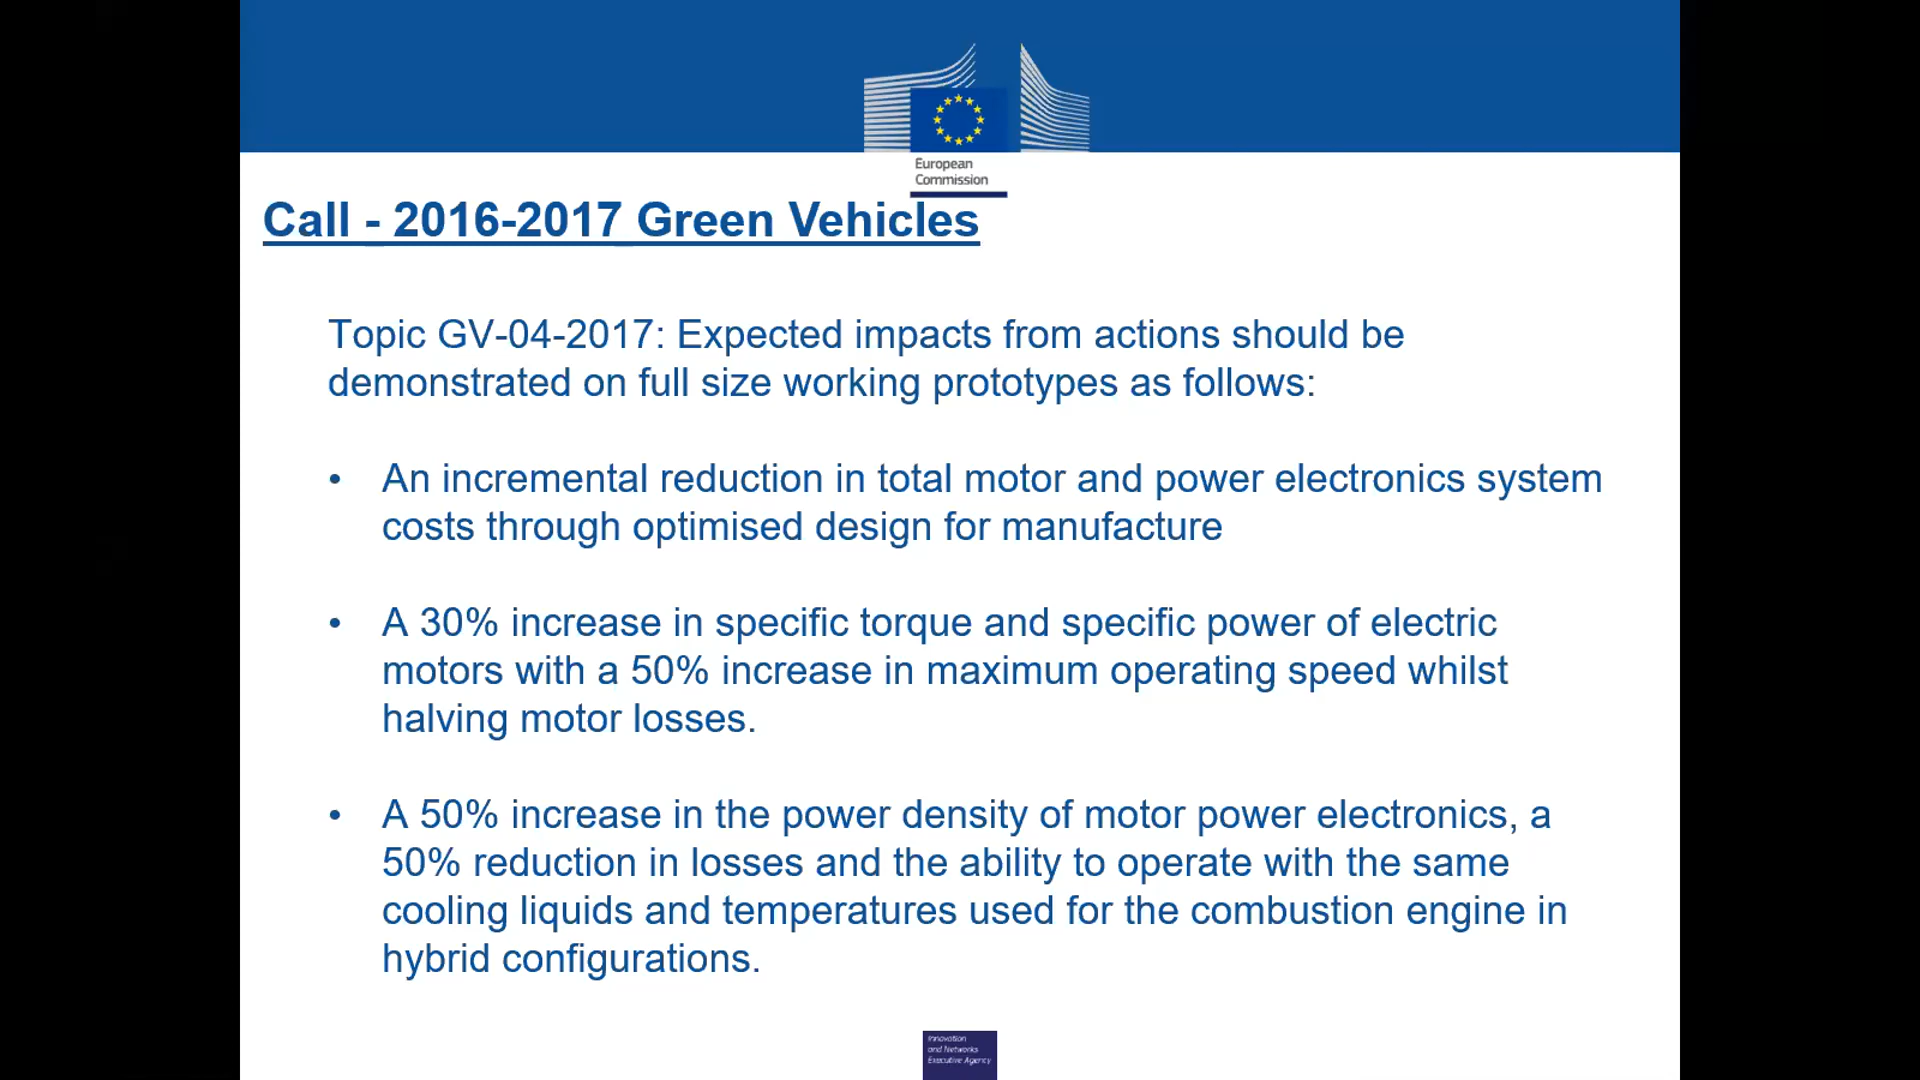 European
Commission
Call - 2016-2017 Green Vehicles
Topic GV-04-2017: Expected impacts from actions should be
demonstrated on full size working prototypes as follows:
• An incremental reduction in total motor and power electronics system
costs through optimised design for manufacture
• A 30% increase in specific torque and specific power of electric
motors with a 50% increase in maximum operating speed whilst
halving motor losses.
• A 50% increase in the power density of motor power electronics, a
50% reduction in losses and the ability to operate with the same
cooling liquids and temperatures used for the combustion engine in
hybrid configurations.
Innovation
and Networks
Executive Agency